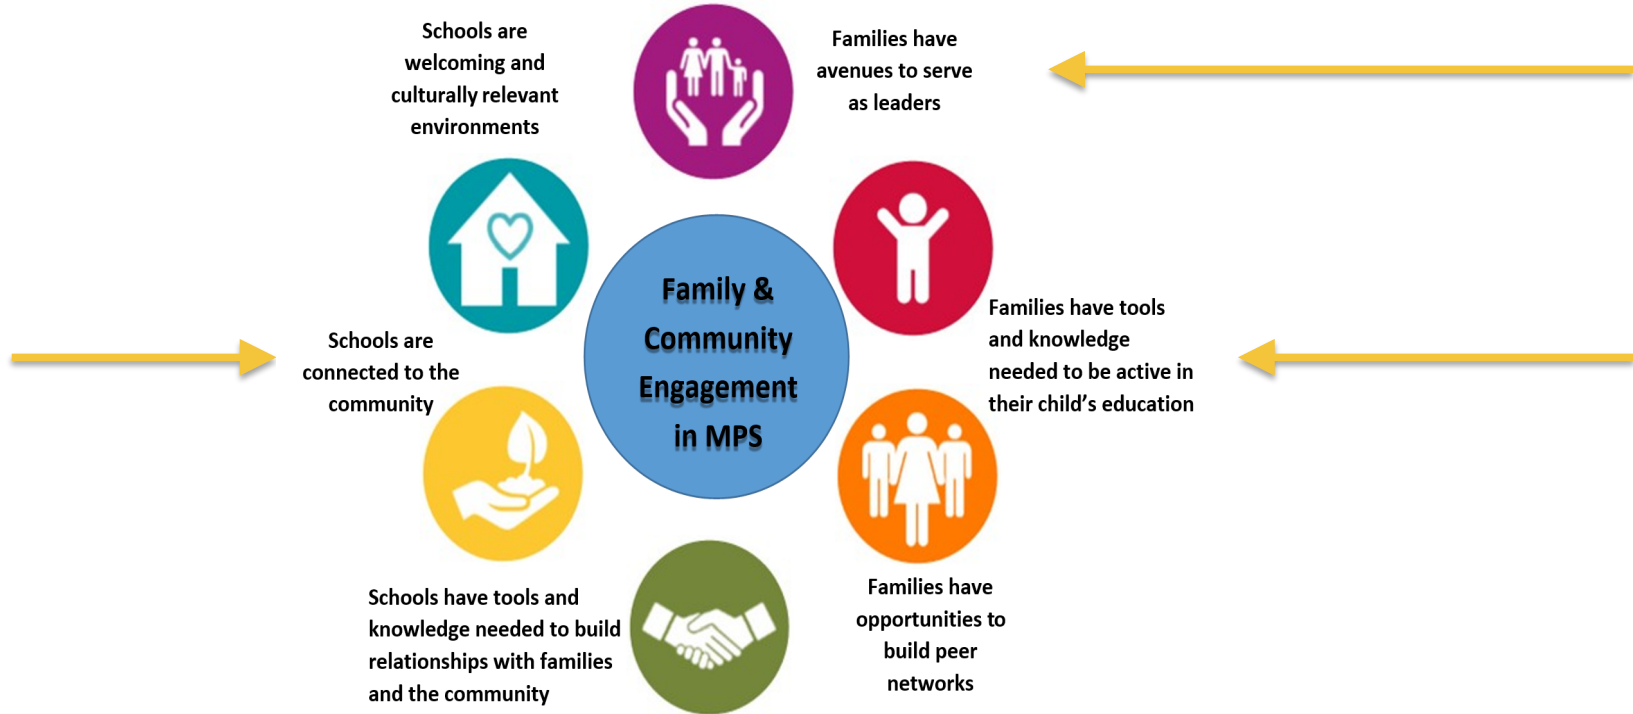 Schools are
welcoming and
culturally relevant
environments
Families have
avenues to serve
as leaders
Family &
Community
Engagement
in MPS
Families have tools
and knowledge
needed to be active in
their child's education
Schools are
connected to the
community
Schools have tools and
knowledge needed to build
relationships with families
and the community
Families have
opportunities to
build peer
networks